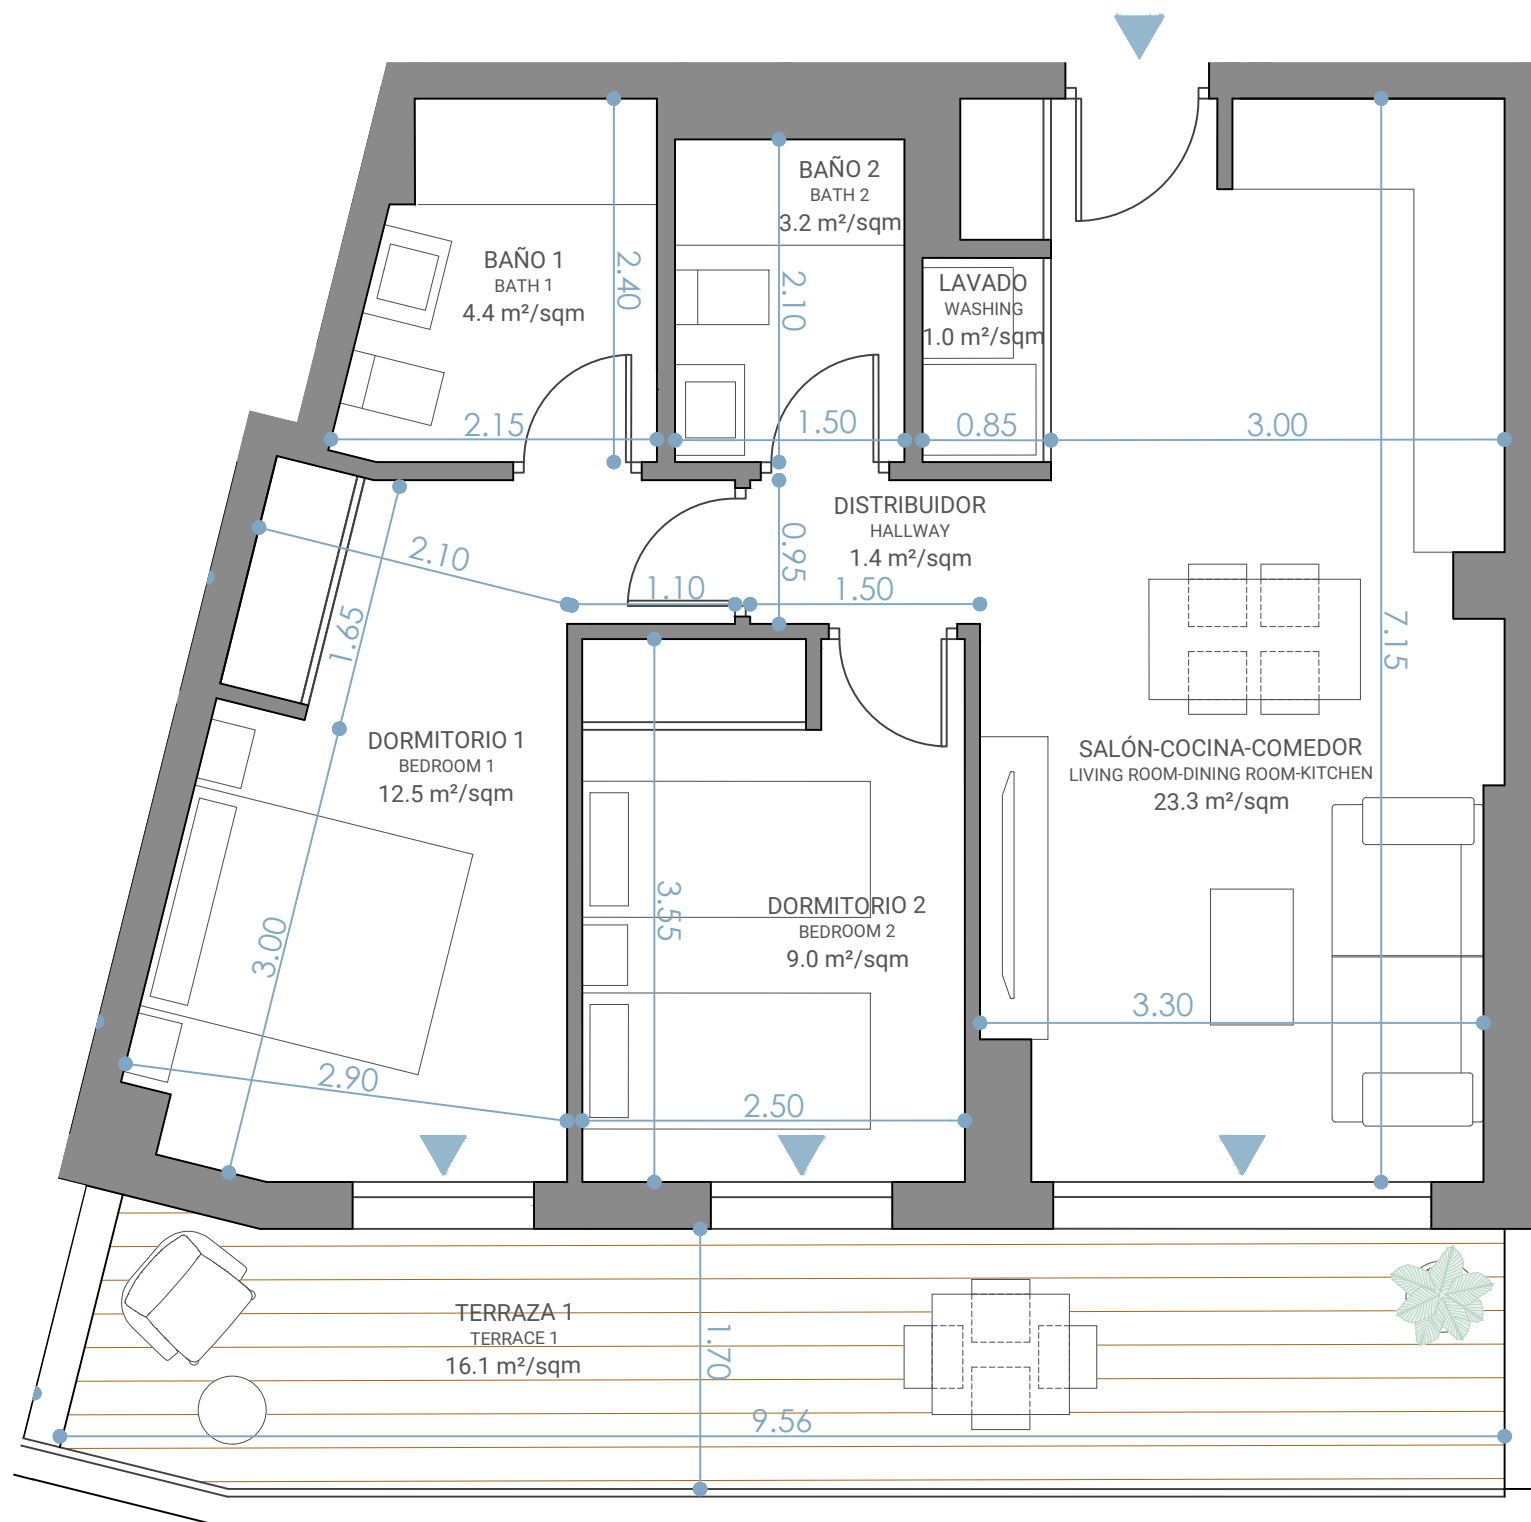 BAÑO 2
BATH 2
3.2 m²/sqm
BAÑO 1
BATH 1
4.4 m²/sqm
2.40
2.10
LAVADO
WASHING
1.0 m²/sqm
2.15
1.50
0.85
3.00
DISTRIBUIDOR
HALLWAY
1.4 m²/sqm
2.10
0.95
1.10
1.50
1.65
7.15
DORMITORIO 1
BEDROOM 1
12.5 m²/sqm
SALÓN-COCINA-COMEDOR
LIVING ROOM-DINING ROOM-KITCHEN
23.3 m²/sqm
3.00
3.55
DORMITORIO 2
BEDROOM 2
9.0 m²/sqm
3.30
2.90
2.50
TERRAZA 1
TERRACE 1
16.1 m²/sqm
1.70
9.56